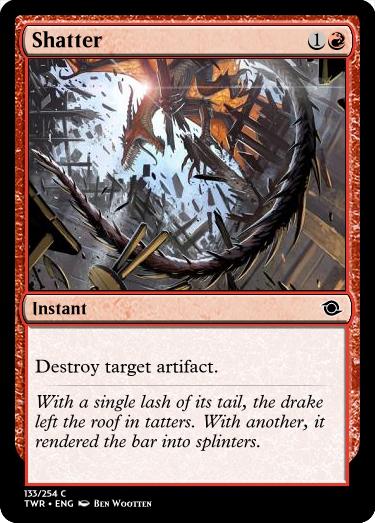 Shatter 1
Instant
Destroy target artifact.
With a single lash of its tail, the drake
left the roof in tatters. With another, it
rendered the bar into splinters.
133/254 C
TWR • ENG BEN WOOTTEN